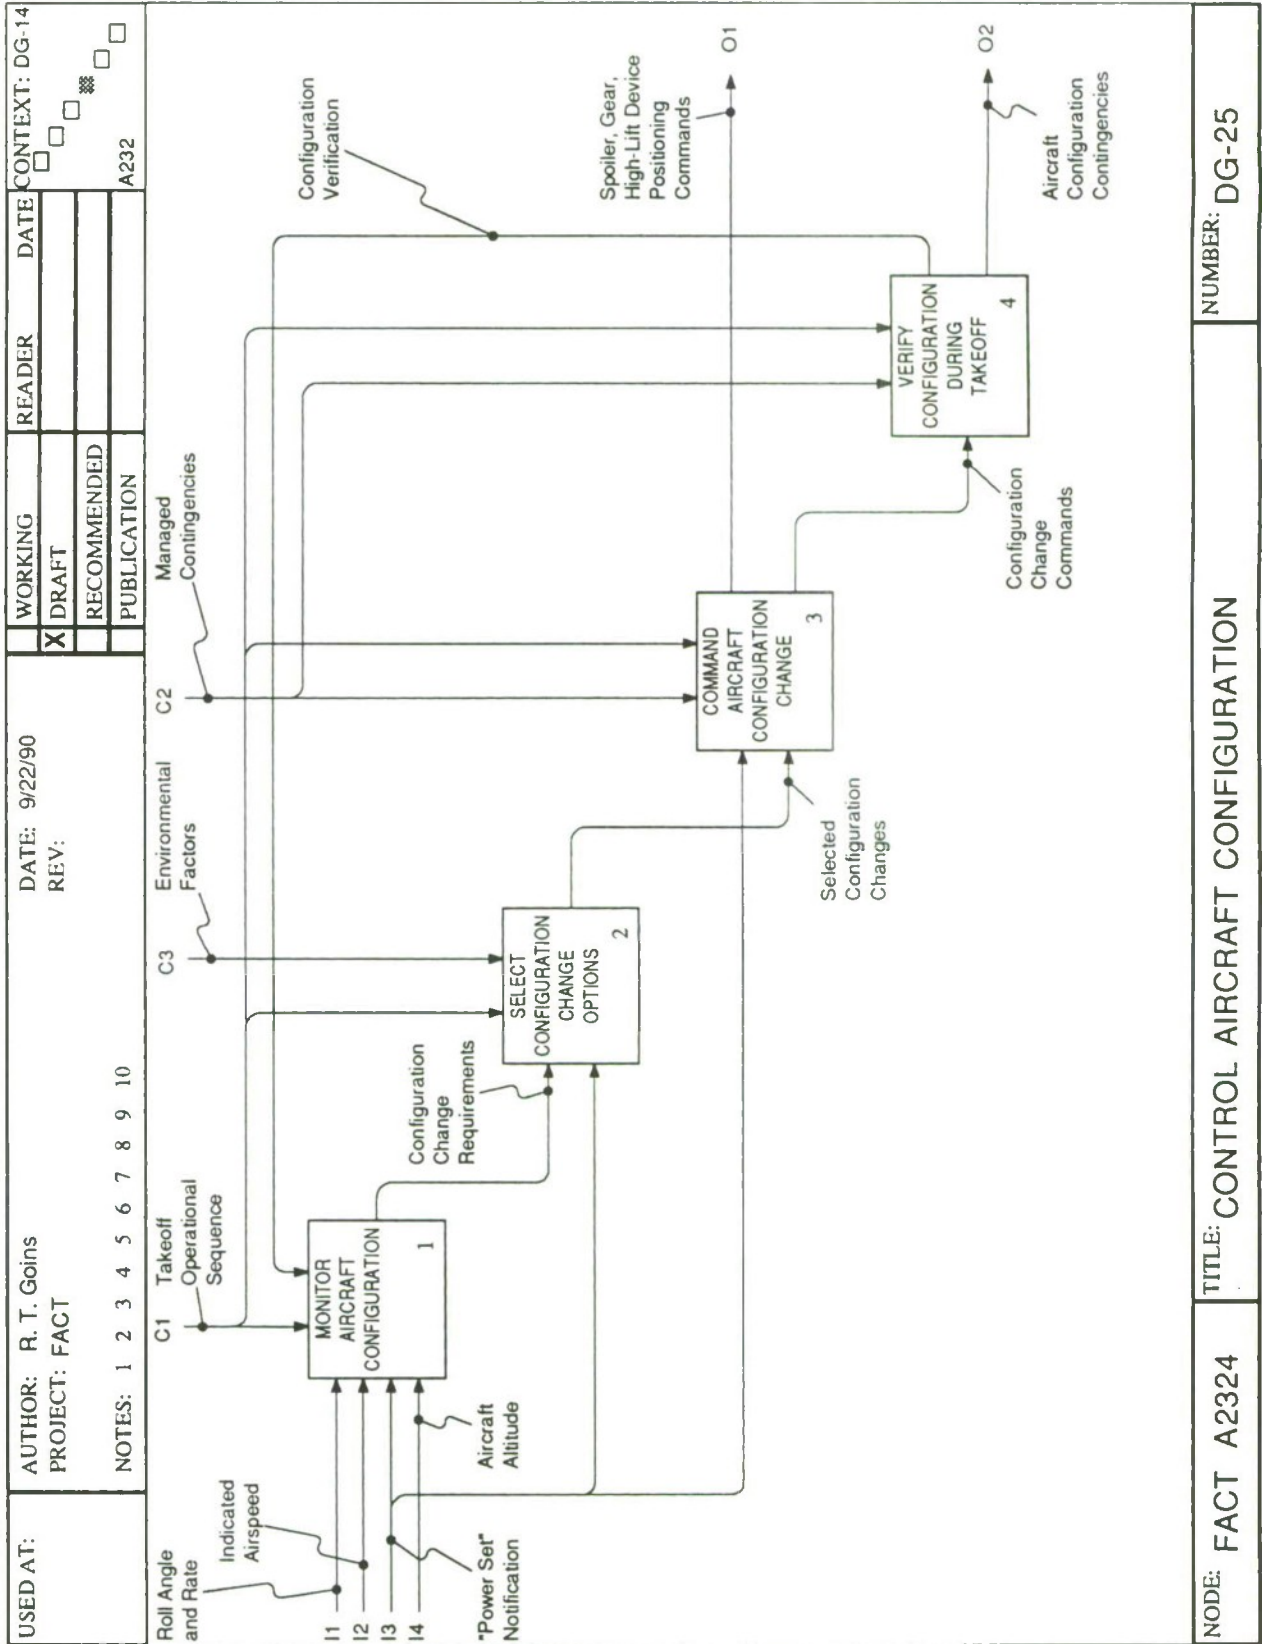 USED AT:
AUTHOR: R. T. Goins
PROJECT: FACT
DATE: 9/22/90
REV:
NOTES: 1 2 3 4 5 6 7 8 9 10
WORKING
X DRAFT
RECOMMENDED
PUBLICATION
READER
DATE
CONTEXT: DG-14
A232
Roll Angle
and Rate
Indicated
Airspeed
I1
I2
I3
I4
"Power Set"
Notification
Aircraft
Altitude
C1
Takeoff
Operational
Sequence
C3
Environmental
Factors
C2
Managed
Contingencies
Configuration
Verification
MONITOR
AIRCRAFT
CONFIGURATION
1
Configuration
Change
Requirements
SELECT
CONFIGURATION
CHANGE
OPTIONS
2
Selected
Configuration
Changes
COMMAND
AIRCRAFT
CONFIGURATION
CHANGE
3
Configuration
Change
Commands
VERIFY
CONFIGURATION
DURING
TAKEOFF
4
Spoiler, Gear,
High-Lift Device
Positioning
Commands
O1
O2
Aircraft
Configuration
Contingencies
NODE: FACT A2324
TITLE: CONTROL AIRCRAFT CONFIGURATION
NUMBER: DG-25